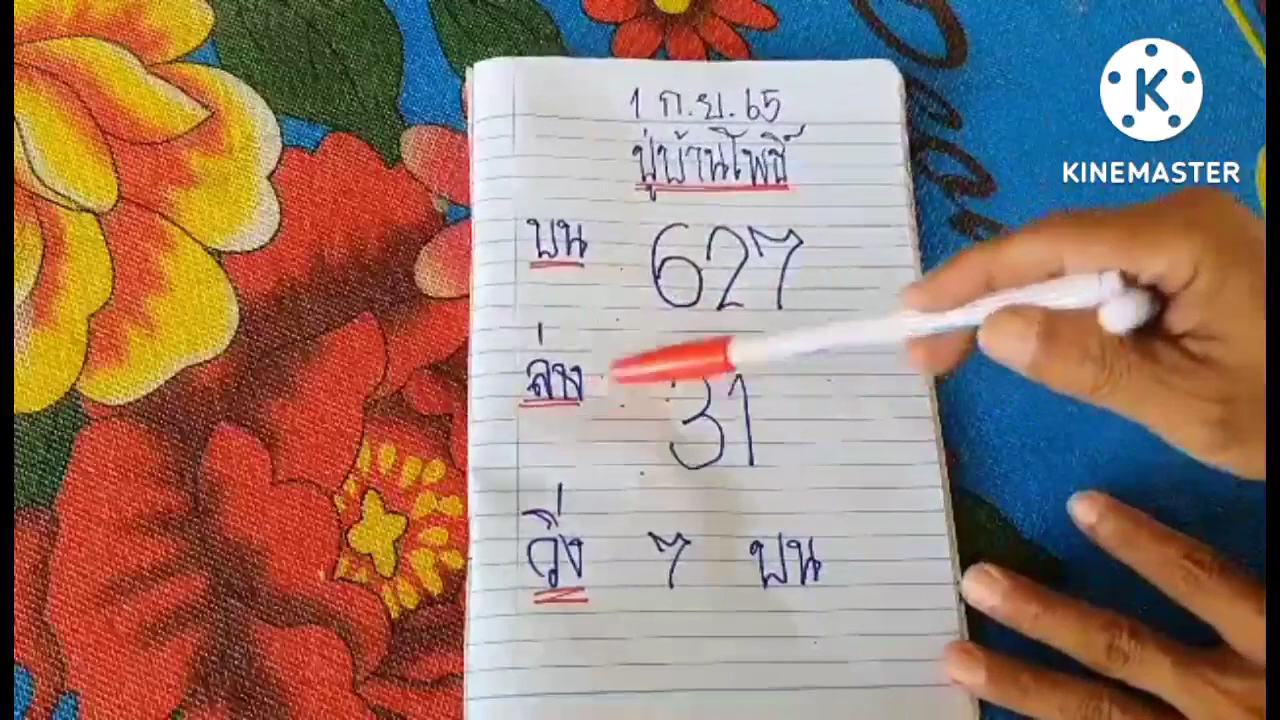 1 ก.ย.65
ปู่บ้านโพธิ์
บน 627
ล่าง 31
วิ่ง 7 บน
K
KINEMASTER